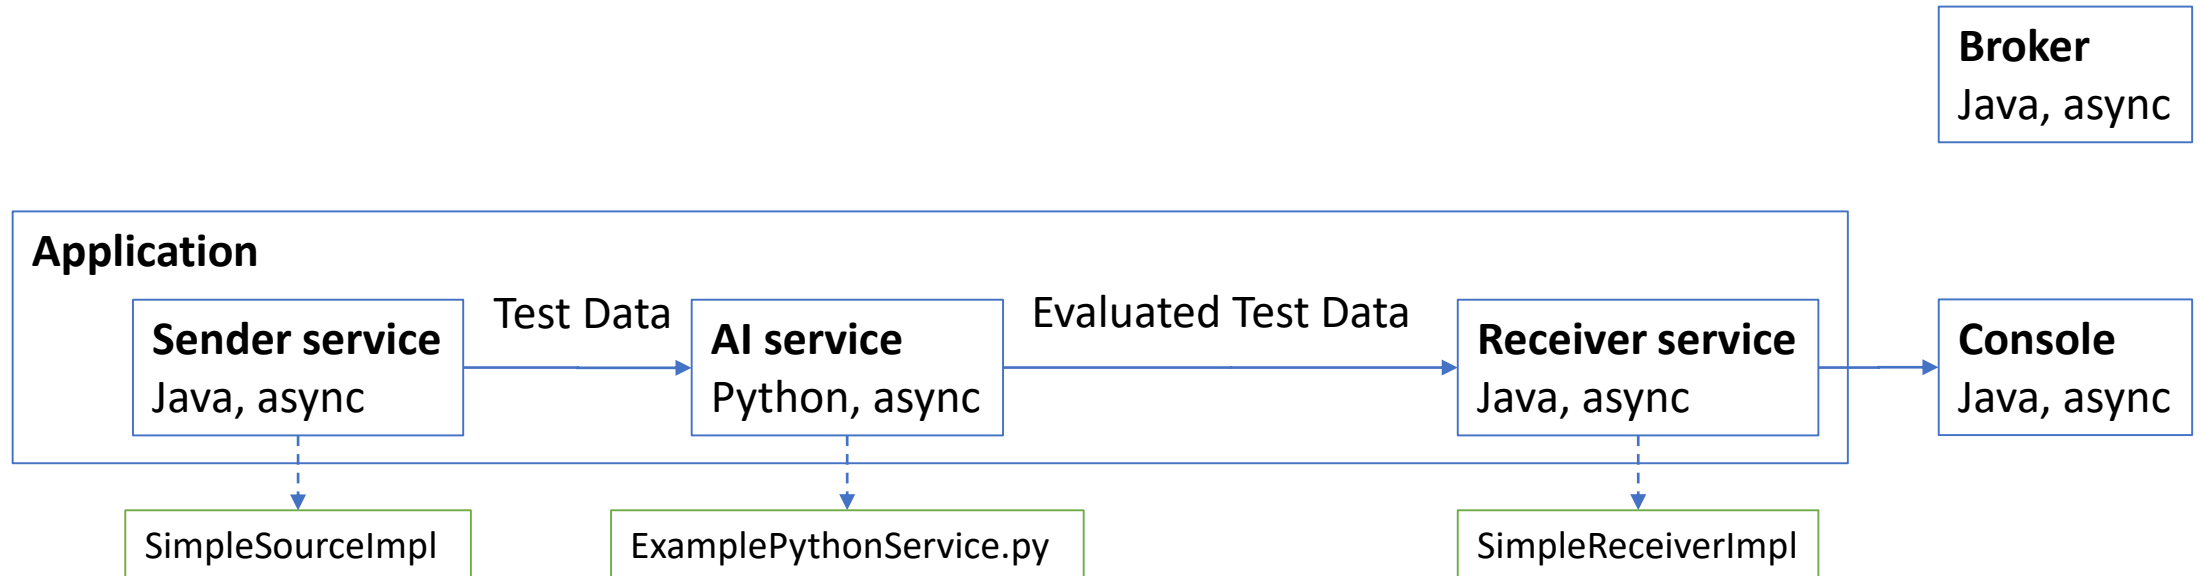 Broker
Java, async
Application
Test Data
Evaluated Test Data
Sender service
Java, async
AI service
Python, async
Receiver service
Java, async
Console
Java, async
SimpleSourceImpl
ExamplePythonService.py
SimpleReceiverImpl